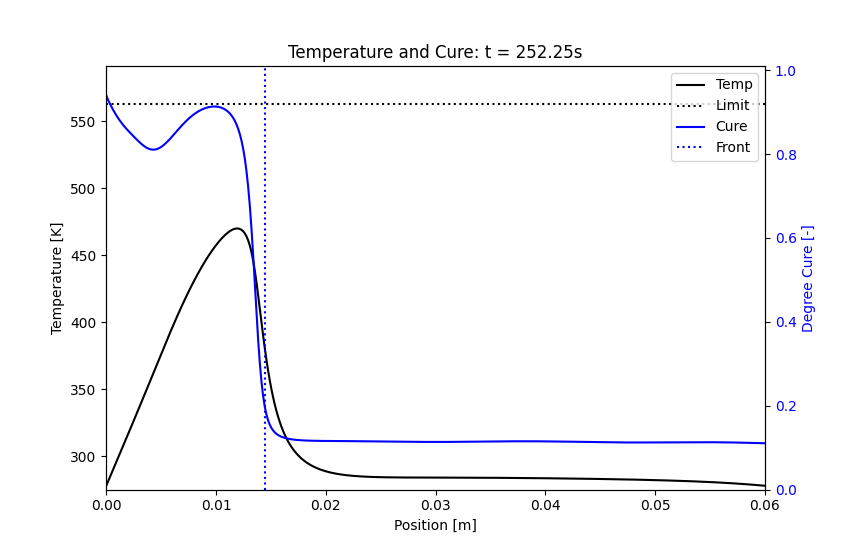 Temperature and Cure: t = 252.25s
Temp
Limit
Cure
Front
Temperature [K]
550
500
450
400
350
300
Degree Cure [-]
1.0
0.8
0.6
0.4
0.2
0.0
0.00 0.01 0.02 0.03 0.04 0.05 0.06
Position [m]